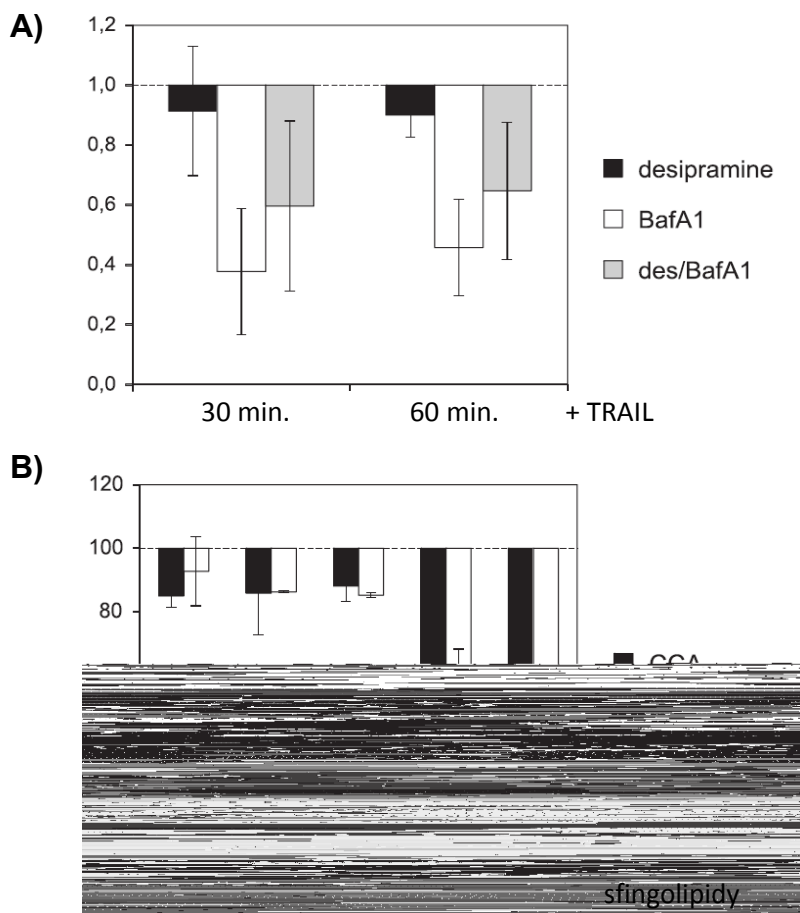 A)
1,2
1,0
0,8
0,6
0,4
0,2
0,0
desipramine
BafA1
des/BafA1
30 min.
60 min.
+ TRAIL
B)
120
100
80
sfingolipidy